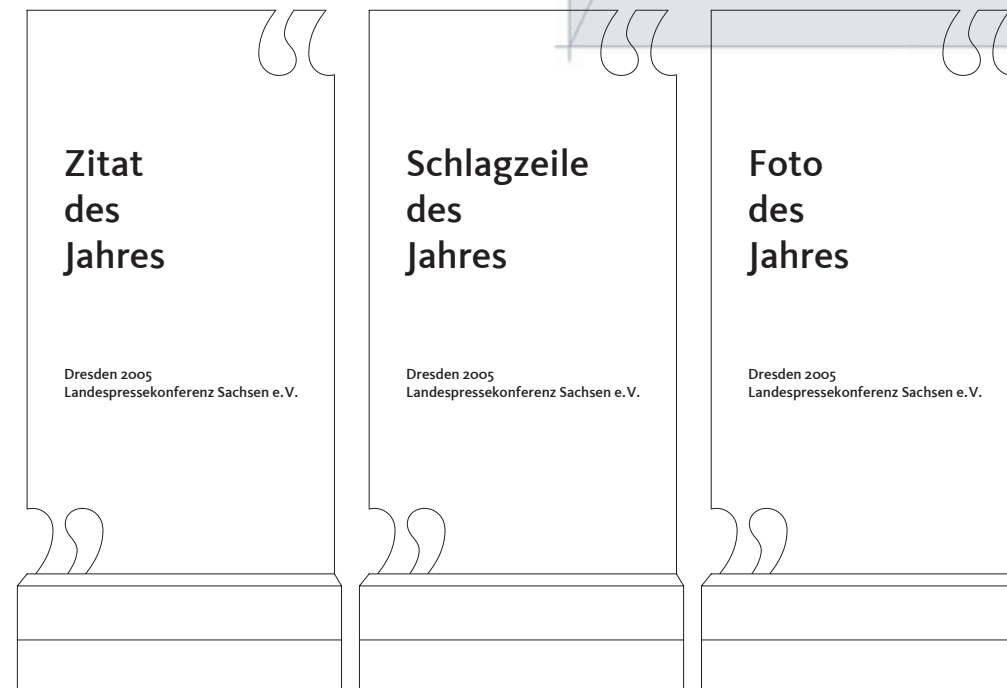 Zitat
des
Jahres
Dresden 2005
Landespressekonferenz Sachsen e.V.
Schlagzeile
des
Jahres
Dresden 2005
Landespressekonferenz Sachsen e.V.
Foto
des
Jahres
Dresden 2005
Landespressekonferenz Sachsen e.V.